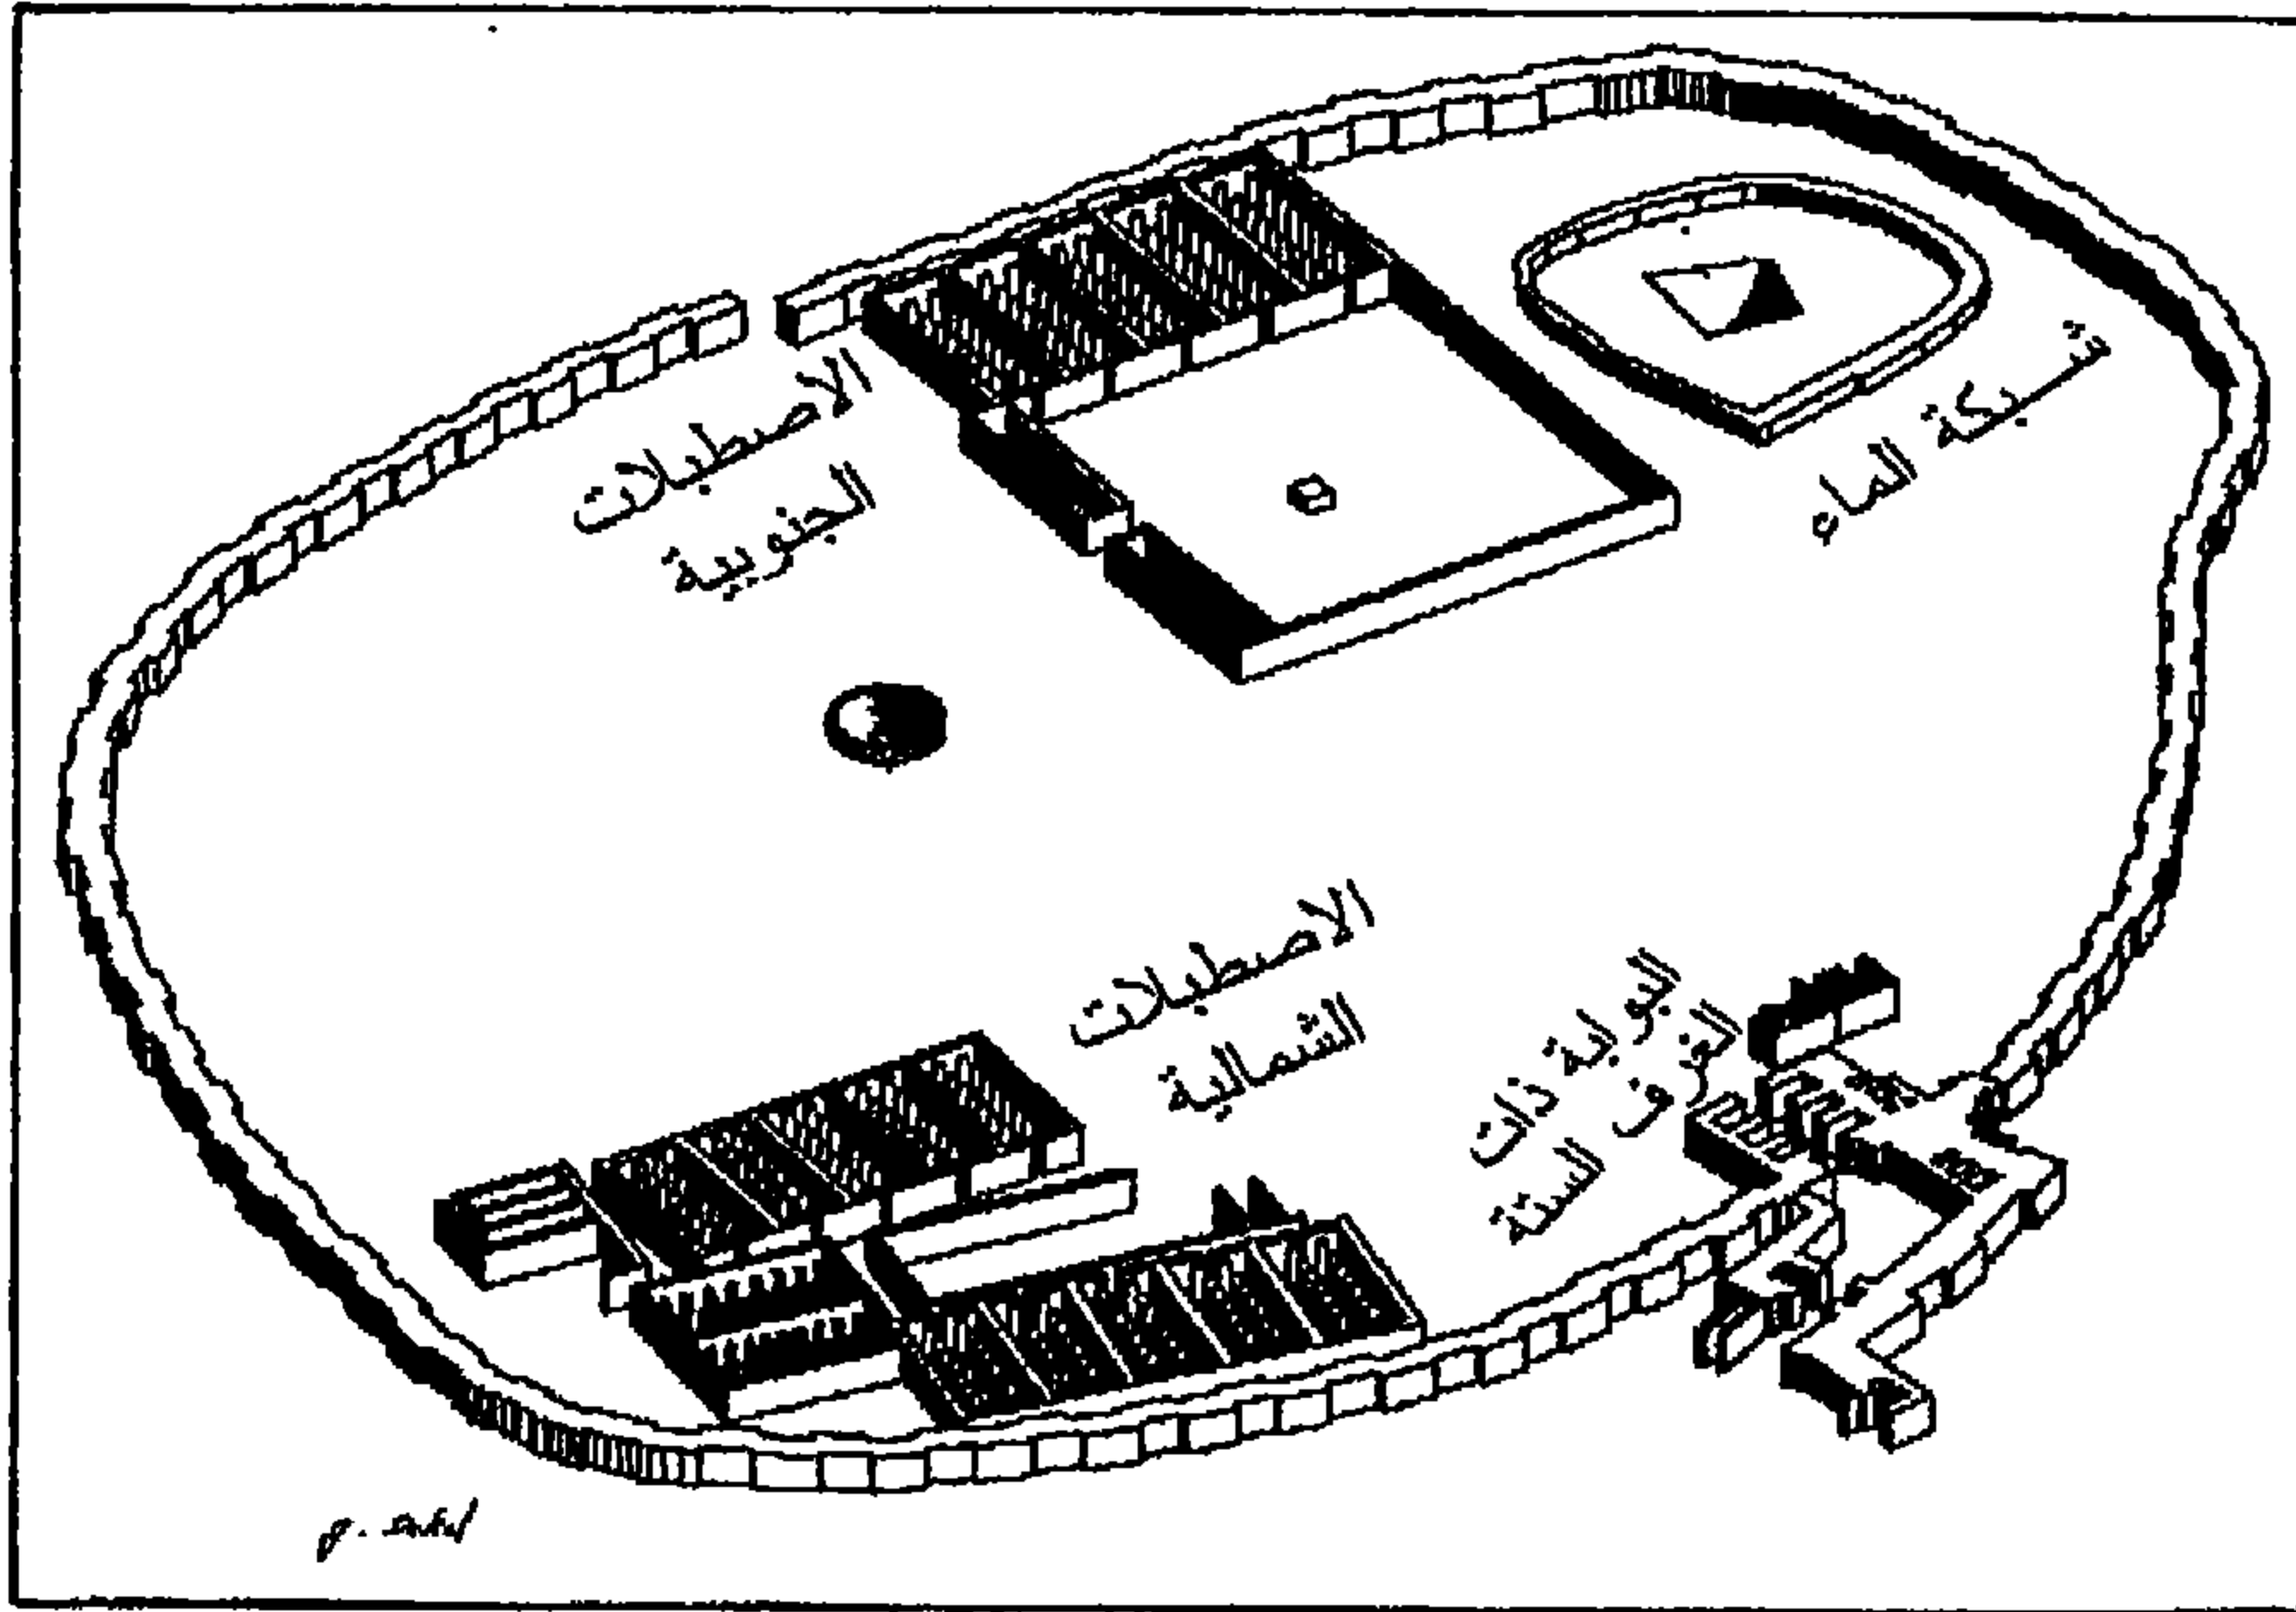 الاصطبلات
الجنوبية
شبكة الماء
الاصطبلات
الشمالية
البوابة ذات
الغرف الستة